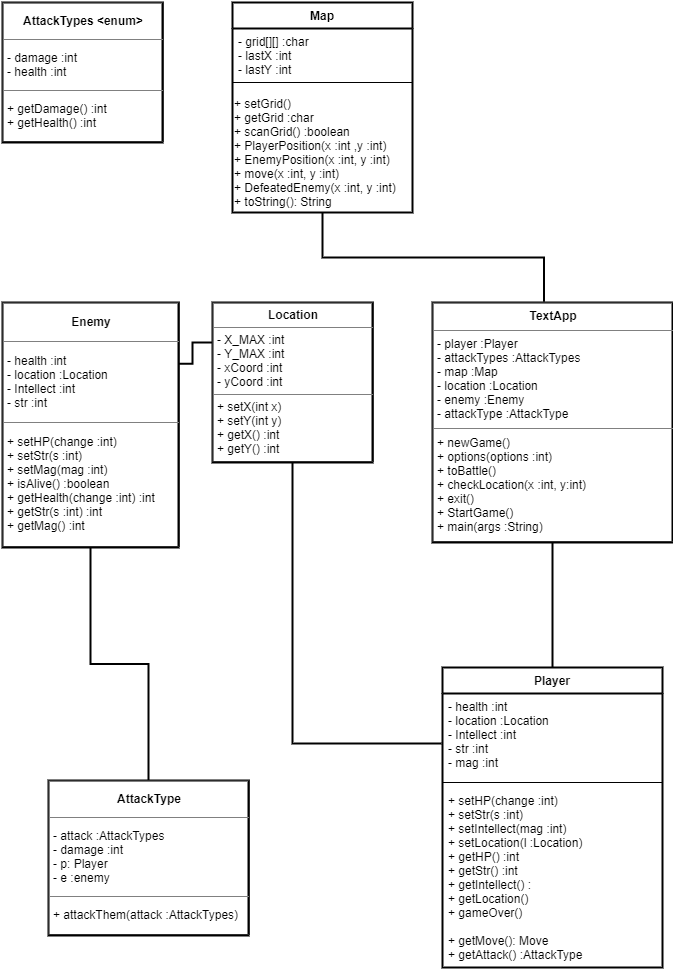 AttackTypes <enum>
- damage :int
- health :int
+ getDamage() :int
+ getHealth() :int
Map
- grid[][] :char
- lastX :int
- lastY :int
+ setGrid()
+ getGrid :char
+ scanGrid() :boolean
+ PlayerPosition(x :int ,y :int)
+ EnemyPosition(x :int, y :int)
+ move(x :int, y :int)
+ DefeatedEnemy(x :int, y :int)
+ toString(): String
Enemy
- health :int
- location :Location
- Intellect :int
- str :int
+ setHP(change :int)
+ setStr(s :int)
+ setMag(mag :int)
+ isAlive() :boolean
+ getHealth(change :int) :int
+ getStr(s :int) :int
+ getMag() :int
Location
- X_MAX :int
- Y_MAX :int
- xCoord :int
- yCoord :int
+ setX(int x)
+ setY(int y)
+ getX() :int
+ getY() :int
TextApp
- player :Player
- attackTypes :AttackTypes
- map :Map
- location :Location
- enemy :Enemy
- attackType :AttackType
+ newGame()
+ options(options :int)
+ toBattle()
+ checkLocation(x :int, y:int)
+ exit()
+ StartGame()
+ main(args :String)
AttackType
- attack :AttackTypes
- damage :int
- p: Player
- e :enemy
+ attackThem(attack :AttackTypes)
Player
- health :int
- location :Location
- Intellect :int
- str :int
- mag :int
+ setHP(change :int)
+ setStr(s :int)
+ setIntellect(mag :int)
+ setLocation(l :Location)
+ getHP() :int
+ getStr() :int
+ getIntellect() :
+ getLocation()
+ gameOver()
+ getMove(): Move
+ getAttack() :AttackType